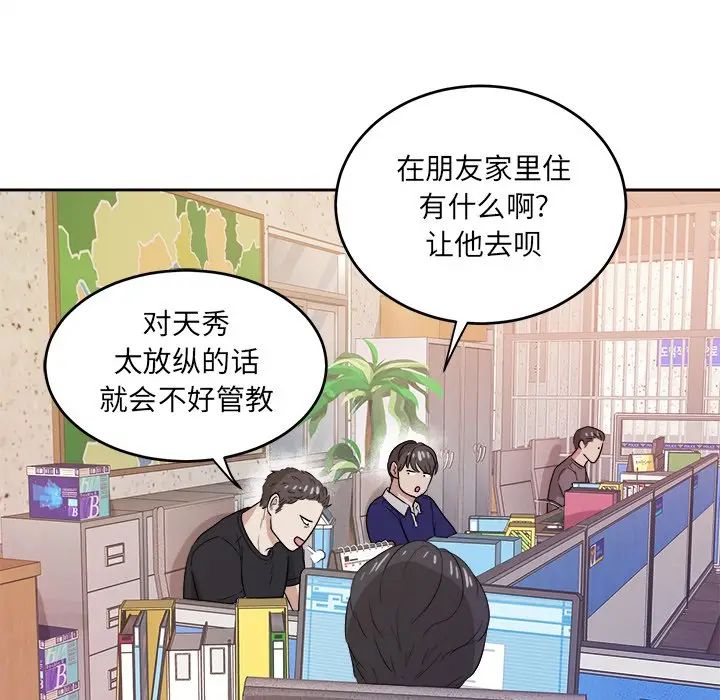 在朋友家里住
有什么啊?
让他去呗
对天秀
太放纵的话
就会不好管教